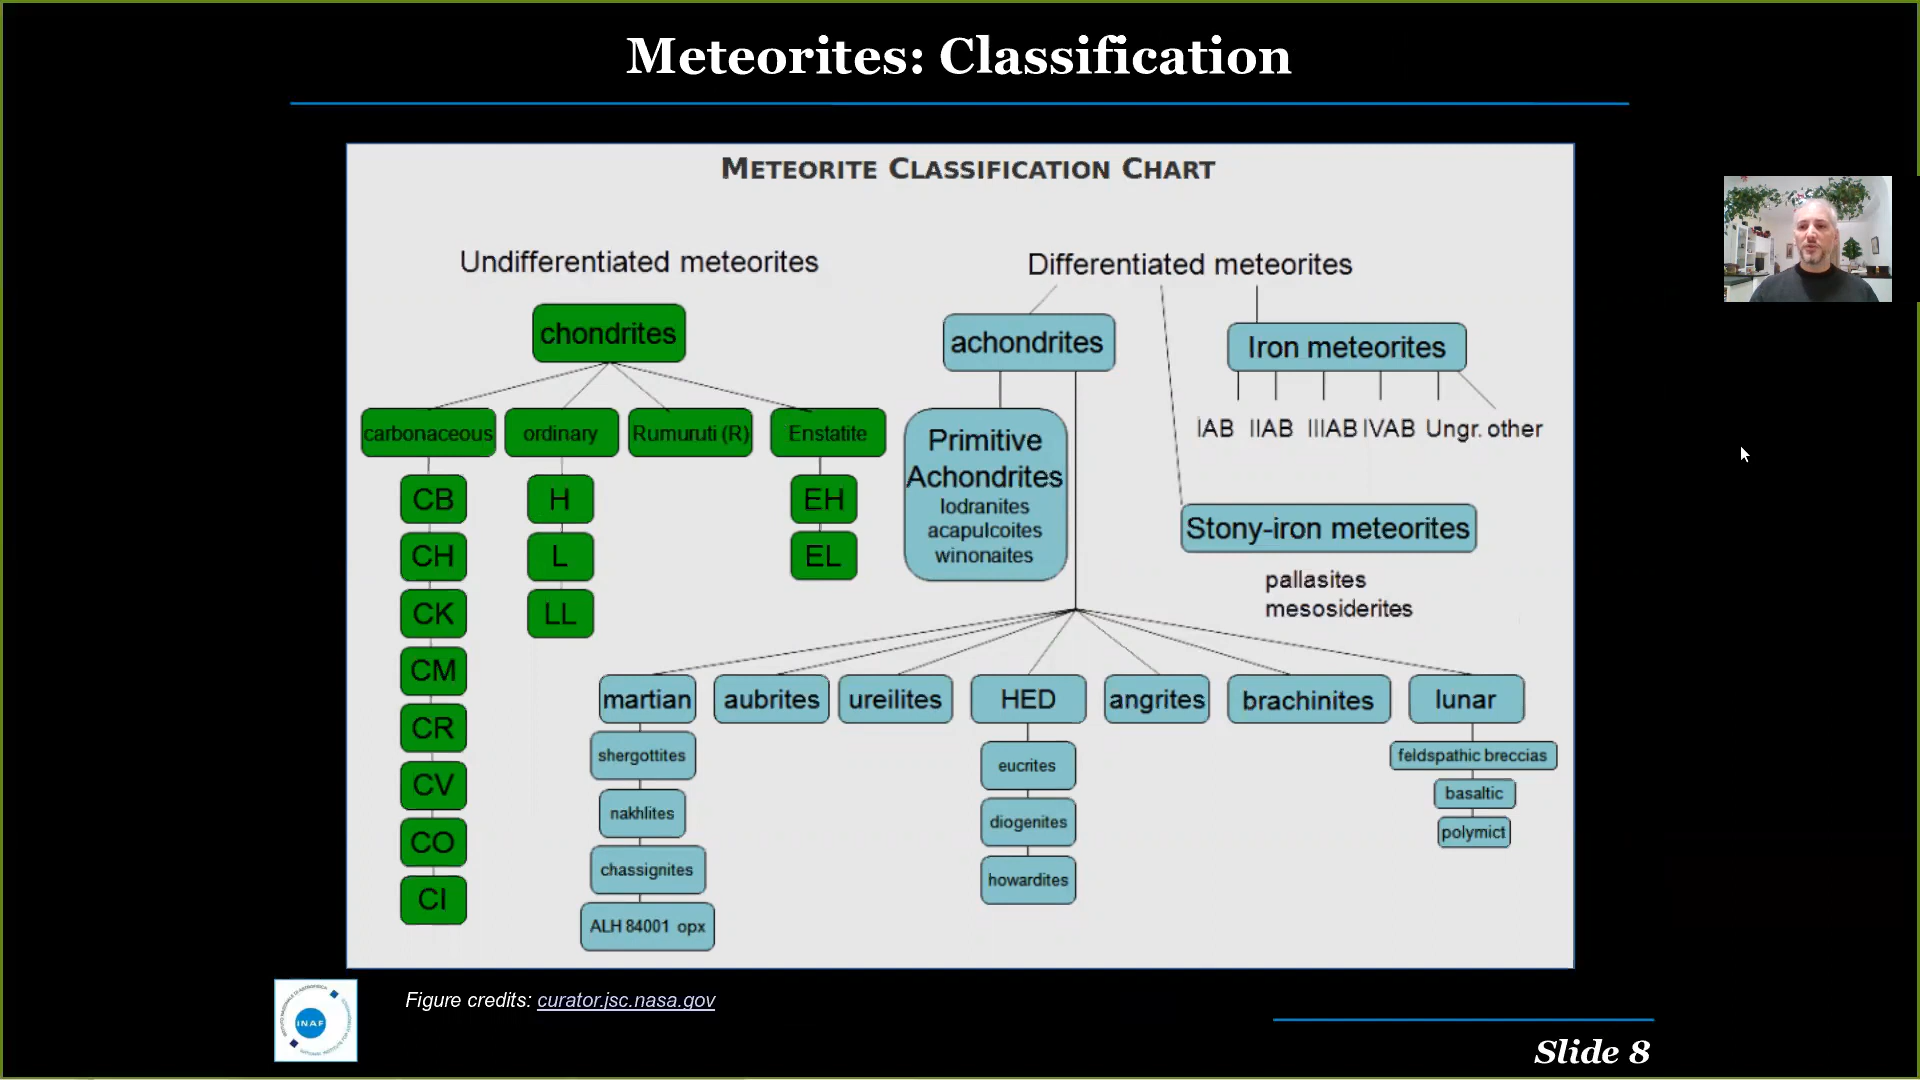 Meteorites: Classification
METEORITE CLASSIFICATION CHART
Undifferentiated meteorites
Differentiated meteorites
chondrites
achondrites
Iron meteorites
carbonaceous
ordinary
Rumuruti (R)
Enstatite
IAB IIAB IIIAB IVAB Ungr. other
Primitive
Achondrites
lodranites
acapulcoites
winonaites
CB
CH
CK
CM
CR
CV
CO
CI
H
L
LL
EH
EL
Stony-iron meteorites
pallasites
mesosiderites
martian
shergottites
nakhlites
chassignites
ALH 84001 opx
aubrites
ureilites
HED
eucrites
diogenites
howardites
angrites
brachinites
lunar
feldspathic breccias
basaltic
polymict
INAF
Figure credits: curator.jsc.nasa.gov
Slide 8